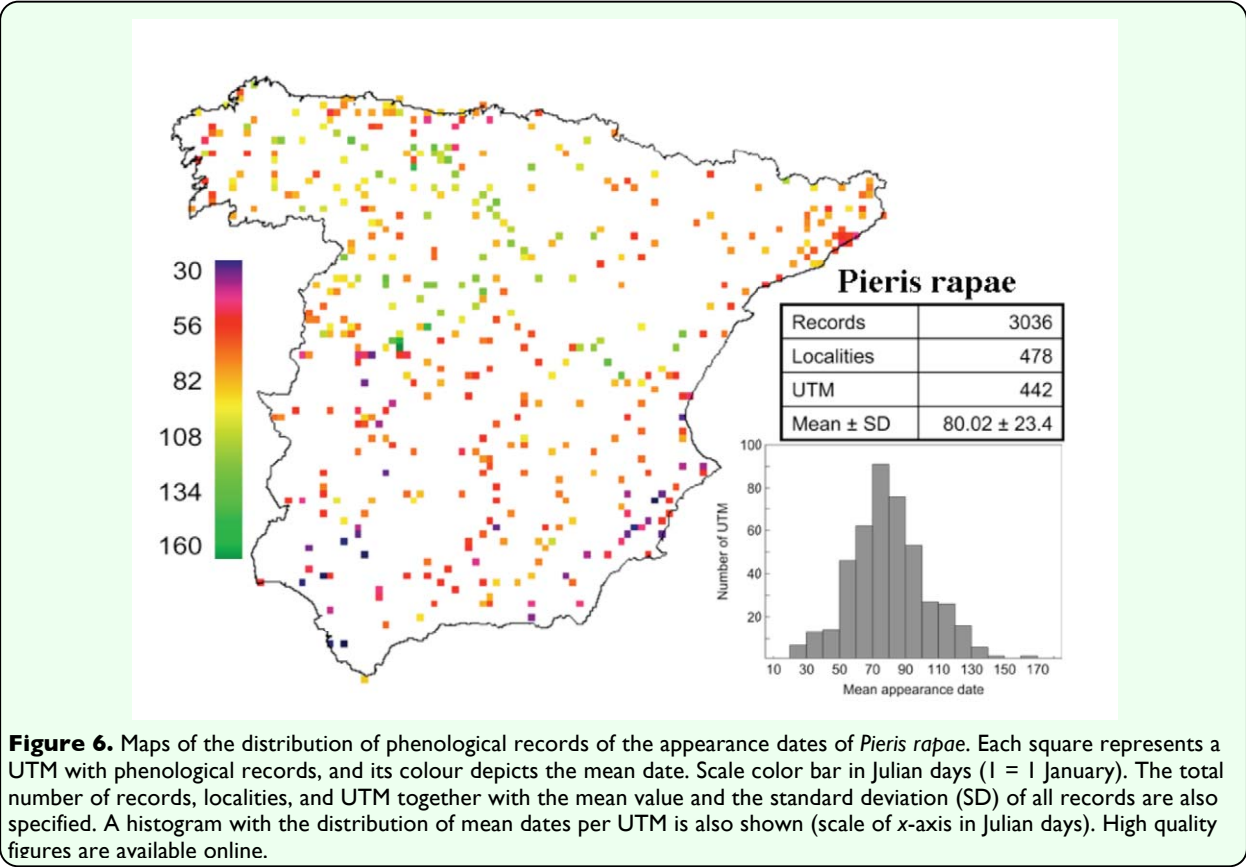 30
56
82
108
134
160
Pieris rapae
Records 3036
Localities 478
UTM 442
Mean ± SD 80.02 ± 23.4
100
80
60
40
20
Number of UTM
10 30 50 70 90 110 130 150 170
Mean appearance date
Figure 6. Maps of the distribution of phenological records of the appearance dates of Pieris rapae. Each square represents a
UTM with phenological records, and its colour depicts the mean date. Scale color bar in Julian days (1 = 1 January). The total
number of records, localities, and UTM together with the mean value and the standard deviation (SD) of all records are also
specified. A histogram with the distribution of mean dates per UTM is also shown (scale of x-axis in Julian days). High quality
figures are available online.